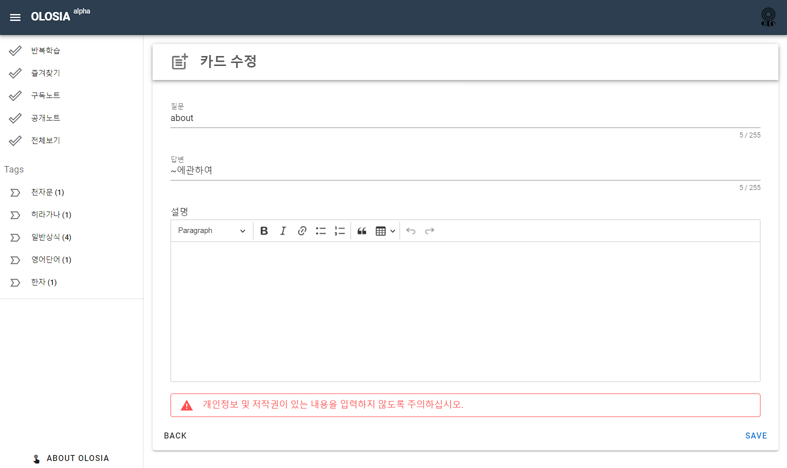 OLOSIA alpha
반복학습
즐겨찾기
구독노트
공개노트
전체보기
Tags
천자문 (1)
히라가나 (1)
일반상식 (4)
영어단어 (1)
한자 (1)
ABOUT OLOSIA
카드 수정
질문
about
5 / 255
답변
~에관하여
5 / 255
설명
Paragraph
개인정보 및 저작권이 있는 내용을 입력하지 않도록 주의하십시오.
BACK
SAVE